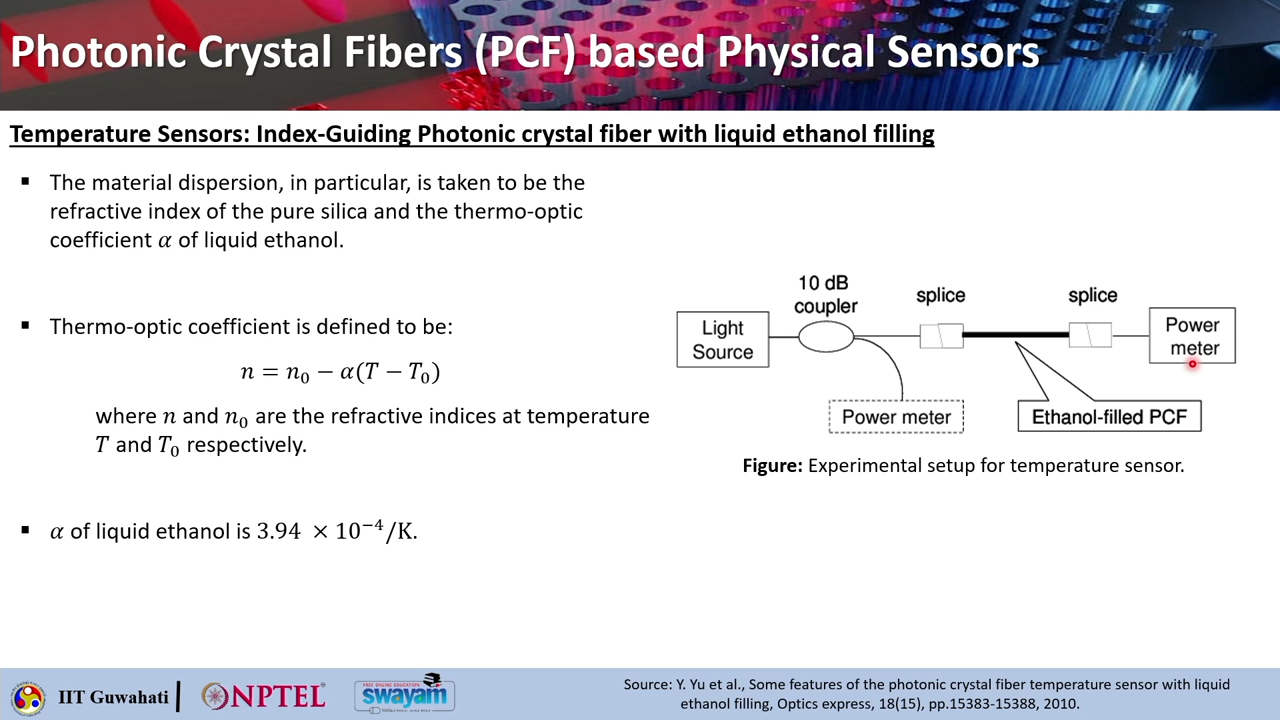 Photonic Crystal Fibers (PCF) based Physical Sensors
Temperature Sensors: Index-Guiding Photonic crystal fiber with liquid ethanol filling
▪ The material dispersion, in particular, is taken to be the
refractive index of the pure silica and the thermo-optic
coefficient α of liquid ethanol.
▪ Thermo-optic coefficient is defined to be:
n = n₀ − α(T − T₀)
where n and n₀ are the refractive indices at temperature
T and T₀ respectively.
▪ α of liquid ethanol is 3.94 × 10⁻⁴/K.
10 dB
coupler
splice
splice
Light
Source
Power
meter
Power meter
Ethanol-filled PCF
Figure: Experimental setup for temperature sensor.
IIT Guwahati
NPTEL
FREE ONLINE EDUCATION
swayam
Source: Y. Yu et al., Some features of the photonic crystal fiber temperature sensor with liquid
ethanol filling, Optics express, 18(15), pp.15383-15388, 2010.